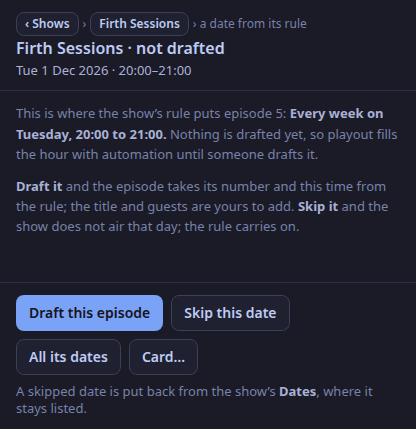 ‹ Shows › Firth Sessions › a date from its rule
Firth Sessions · not drafted
Tue 1 Dec 2026 · 20:00–21:00
This is where the show's rule puts episode 5: Every week on
Tuesday, 20:00 to 21:00. Nothing is drafted yet, so playout fills
the hour with automation until someone drafts it.
Draft it and the episode takes its number and this time from
the rule; the title and guests are yours to add. Skip it and the
show does not air that day; the rule carries on.
Draft this episode Skip this date
All its dates Card…
A skipped date is put back from the show's Dates, where it
stays listed.